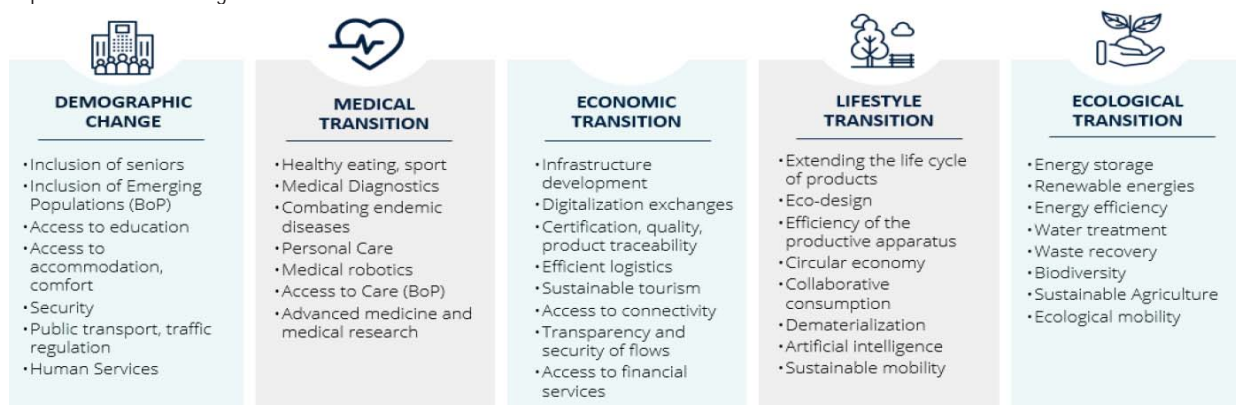 DEMOGRAPHIC
CHANGE
• Inclusion of seniors
• Inclusion of Emerging
Populations (BoP)
• Access to education
• Access to
accommodation,
comfort
• Security
• Public transport, traffic
regulation
• Human Services
MEDICAL
TRANSITION
• Healthy eating, sport
• Medical Diagnostics
• Combating endemic
diseases
• Personal Care
• Medical robotics
• Access to Care (BoP)
• Advanced medicine and
medical research
ECONOMIC
TRANSITION
• Infrastructure
development
• Digitalization exchanges
• Certification, quality,
product traceability
• Efficient logistics
• Sustainable tourism
• Access to connectivity
• Transparency and
security of flows
• Access to financial
services
LIFESTYLE
TRANSITION
• Extending the life cycle
of products
• Eco-design
• Efficiency of the
productive apparatus
• Circular economy
• Collaborative
consumption
• Dematerialization
• Artificial intelligence
• Sustainable mobility
ECOLOGICAL
TRANSITION
• Energy storage
• Renewable energies
• Energy efficiency
• Water treatment
• Waste recovery
• Biodiversity
• Sustainable Agriculture
• Ecological mobility